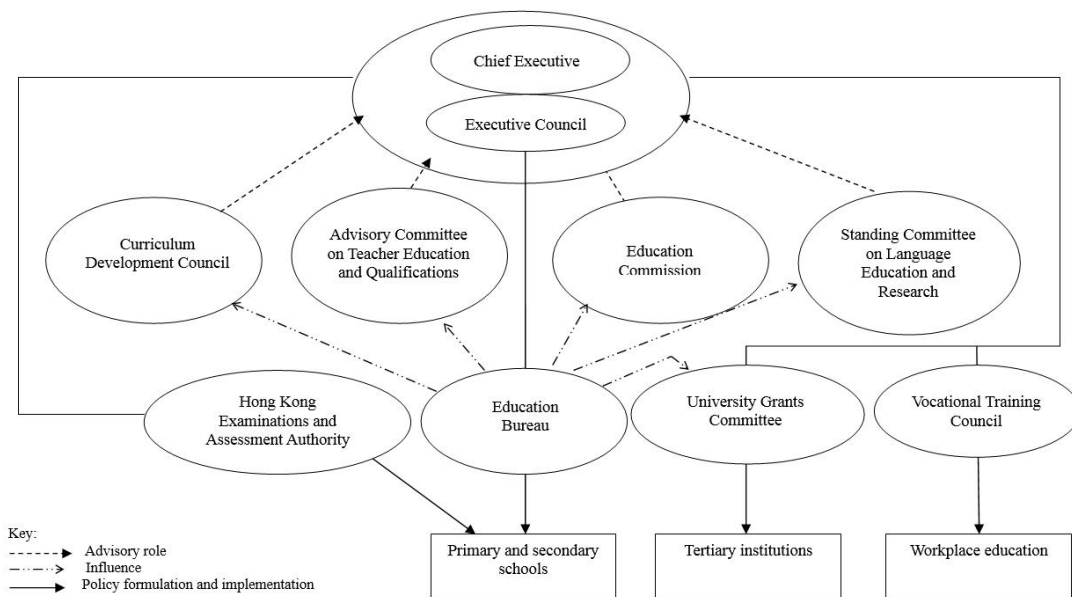 Chief Executive
Executive Council
Curriculum
Development Council
Advisory Committee
on Teacher Education
and Qualifications
Education
Commission
Standing Committee
on Language
Education and
Research
Hong Kong
Examinations and
Assessment Authority
Education
Bureau
University Grants
Committee
Vocational Training
Council
Key:
Advisory role
Influence
Policy formulation and implementation
Primary and secondary
schools
Tertiary institutions
Workplace education